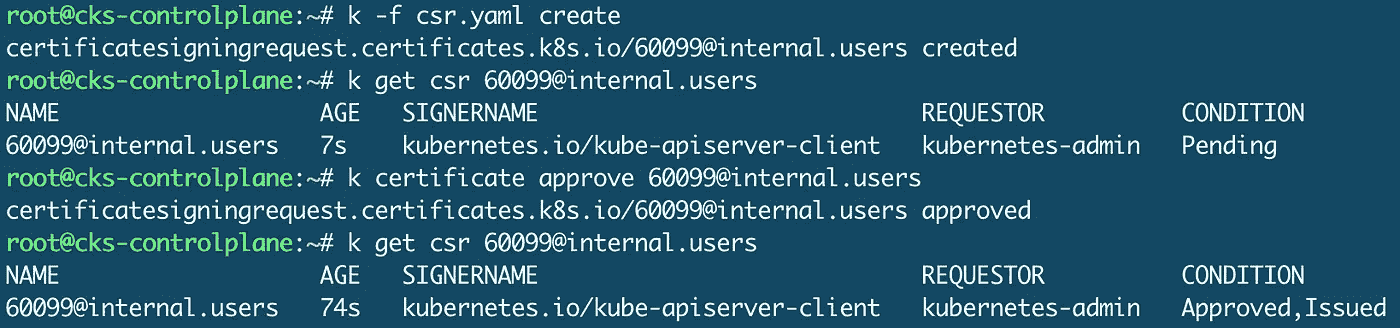 root@cks-controlplane:~# k -f csr.yaml create
certificatesigningrequest.certificates.k8s.io/60099@internal.users created
root@cks-controlplane:~# k get csr 60099@internal.users
NAME AGE SIGNERNAME REQUESTOR CONDITION
60099@internal.users 7s kubernetes.io/kube-apiserver-client kubernetes-admin Pending
root@cks-controlplane:~# k certificate approve 60099@internal.users
certificatesigningrequest.certificates.k8s.io/60099@internal.users approved
root@cks-controlplane:~# k get csr 60099@internal.users
NAME AGE SIGNERNAME REQUESTOR CONDITION
60099@internal.users 74s kubernetes.io/kube-apiserver-client kubernetes-admin Approved,Issued